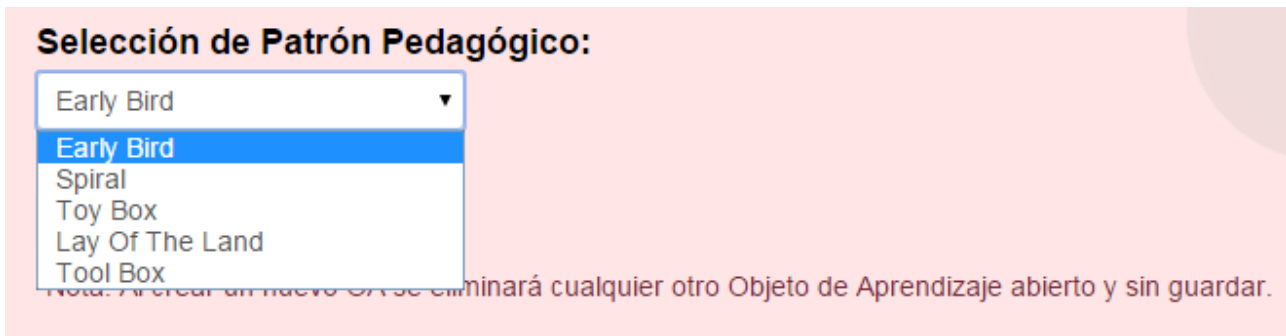 Selección de Patrón Pedagógico:
Early Bird
Early Bird
Spiral
Toy Box
Lay Of The Land
Tool Box
eliminará cualquier otro Objeto de Aprendizaje abierto y sin guardar.